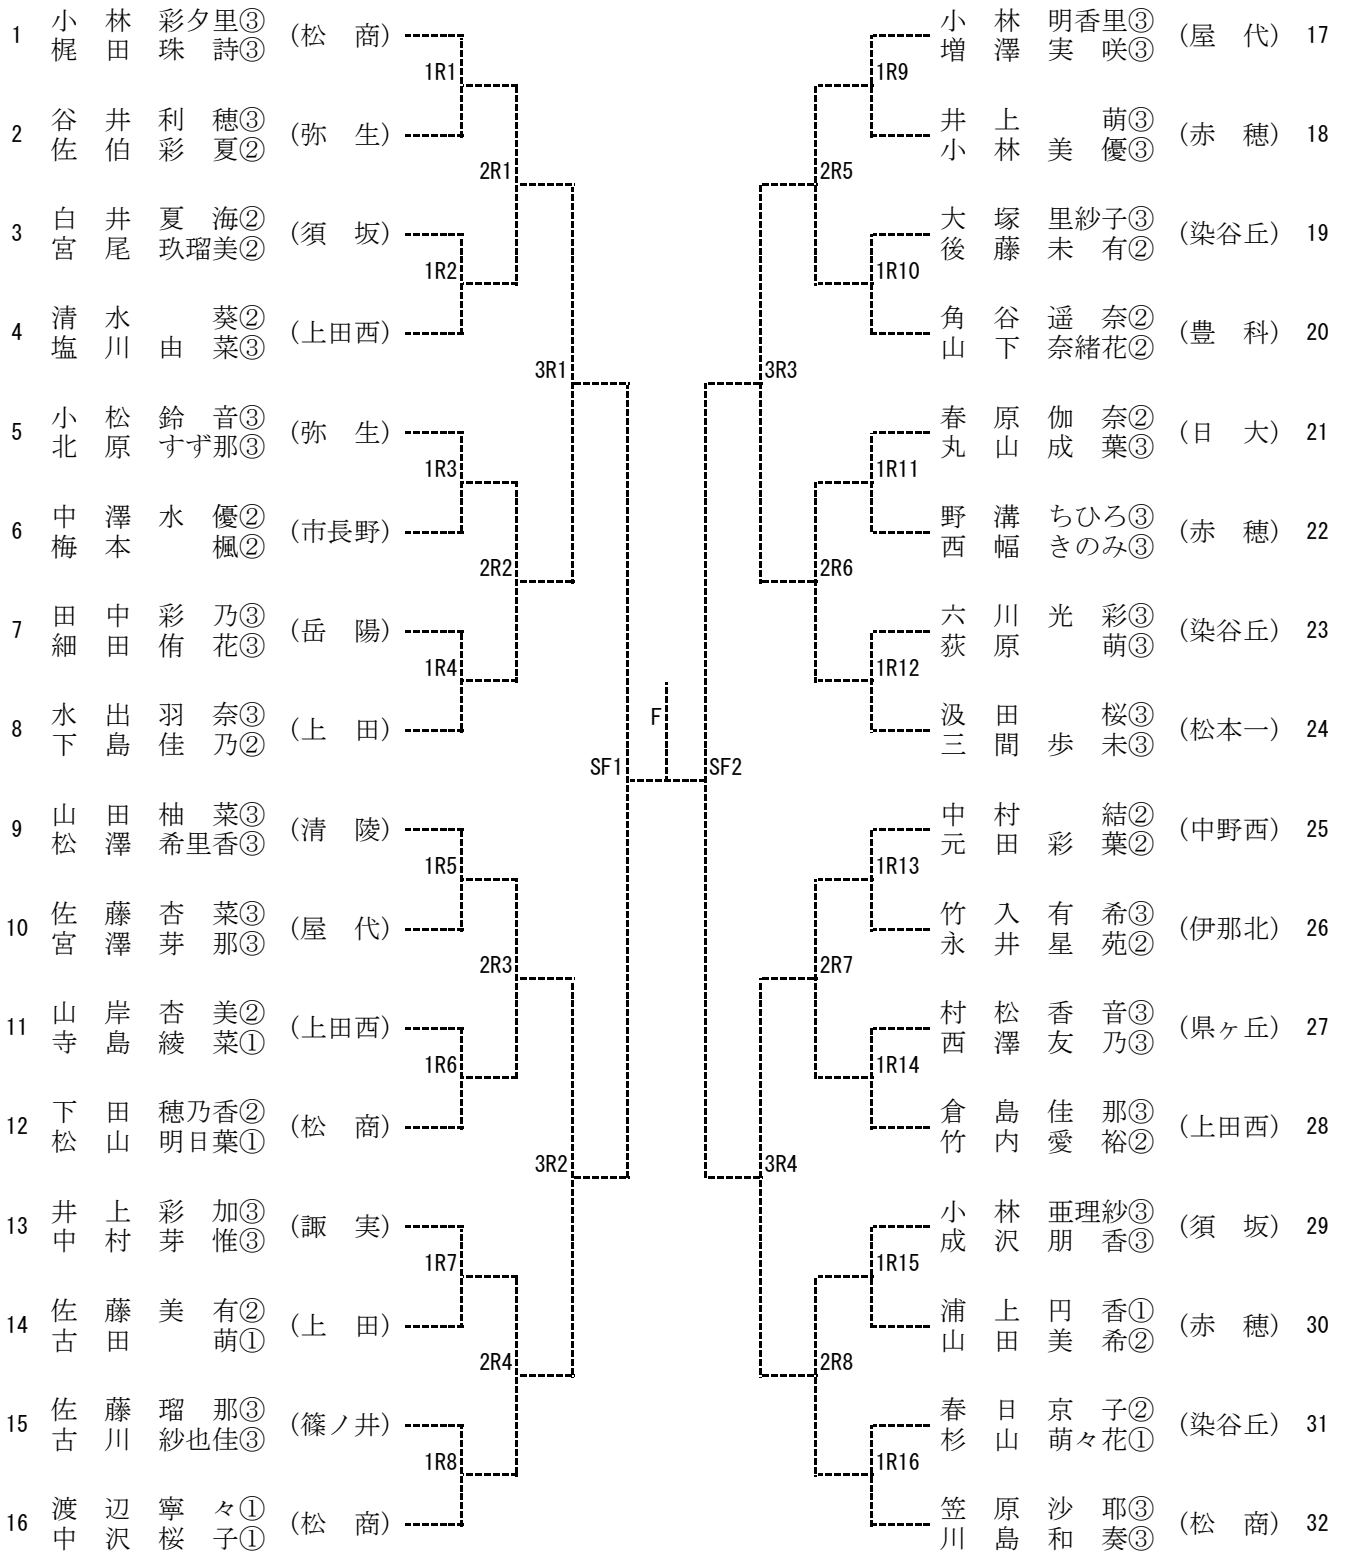 1 小林彩夕里③ (松商)
梶田珠詩③
1R1
2 谷井利穂③ (弥生)
佐伯彩夏②
2R1
3 白井夏海② (須坂)
宮尾玖瑠美②
1R2
4 清水葵② (上田西)
塩川由菜③
3R1
5 小松鈴音③ (弥生)
北原すず那③
1R3
6 中澤水優② (市長野)
梅本楓②
2R2
7 田中彩乃③ (岳陽)
細田侑花③
1R4
8 水出羽奈③ (上田)
下島佳乃②
SF1
9 山田柚菜③ (清陵)
松澤希里香③
1R5
10 佐藤杏菜③ (屋代)
宮澤芽那③
2R3
11 山岸杏美② (上田西)
寺島綾菜①
1R6
12 下田穂乃香② (松商)
松山明日葉①
3R2
13 井上彩加③ (諏実)
中村芽惟③
1R7
14 佐藤美有② (上田)
古田萌①
2R4
15 佐藤瑠那③ (篠ノ井)
古川紗也佳③
1R8
16 渡辺寧々① (松商)
中沢桜子①
F
小林明香里③ (屋代) 17
増澤実咲③
1R9
井上萌③ (赤穂) 18
小林美優③
2R5
大塚里紗子③ (染谷丘) 19
後藤未有②
1R10
角谷遥奈② (豊科) 20
山下奈緒花②
3R3
春原伽奈② (日大) 21
丸山成葉③
1R11
野溝ちひろ③ (赤穂) 22
西幅きのみ③
2R6
六川光彩③ (染谷丘) 23
荻原萌③
1R12
汲田桜③ (松本一) 24
三間歩未③
SF2
中村結② (中野西) 25
元田彩葉②
1R13
竹入有希③ (伊那北) 26
永井星苑②
2R7
村松香音③ (県ヶ丘) 27
西澤友乃③
1R14
倉島佳那③ (上田西) 28
竹内愛裕②
3R4
小林亜理紗③ (須坂) 29
成沢朋香③
1R15
浦上円香① (赤穂) 30
山田美希②
2R8
春日京子② (染谷丘) 31
杉山萌々花①
1R16
笠原沙耶③ (松商) 32
川島和奏③